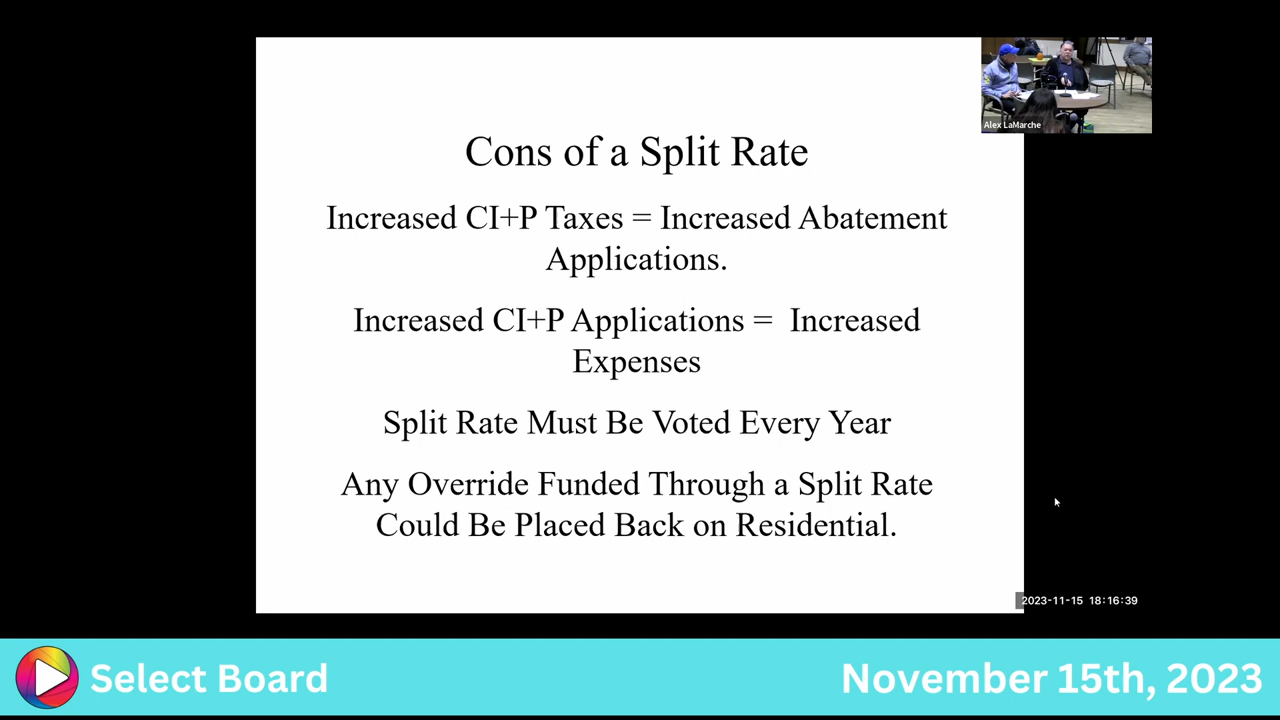 Cons of a Split Rate
Increased CI+P Taxes = Increased Abatement
Applications.
Increased CI+P Applications = Increased
Expenses
Split Rate Must Be Voted Every Year
Any Override Funded Through a Split Rate
Could Be Placed Back on Residential.
Alex LaMarche
2023-11-15 18:16:39
Select Board
November 15th, 2023